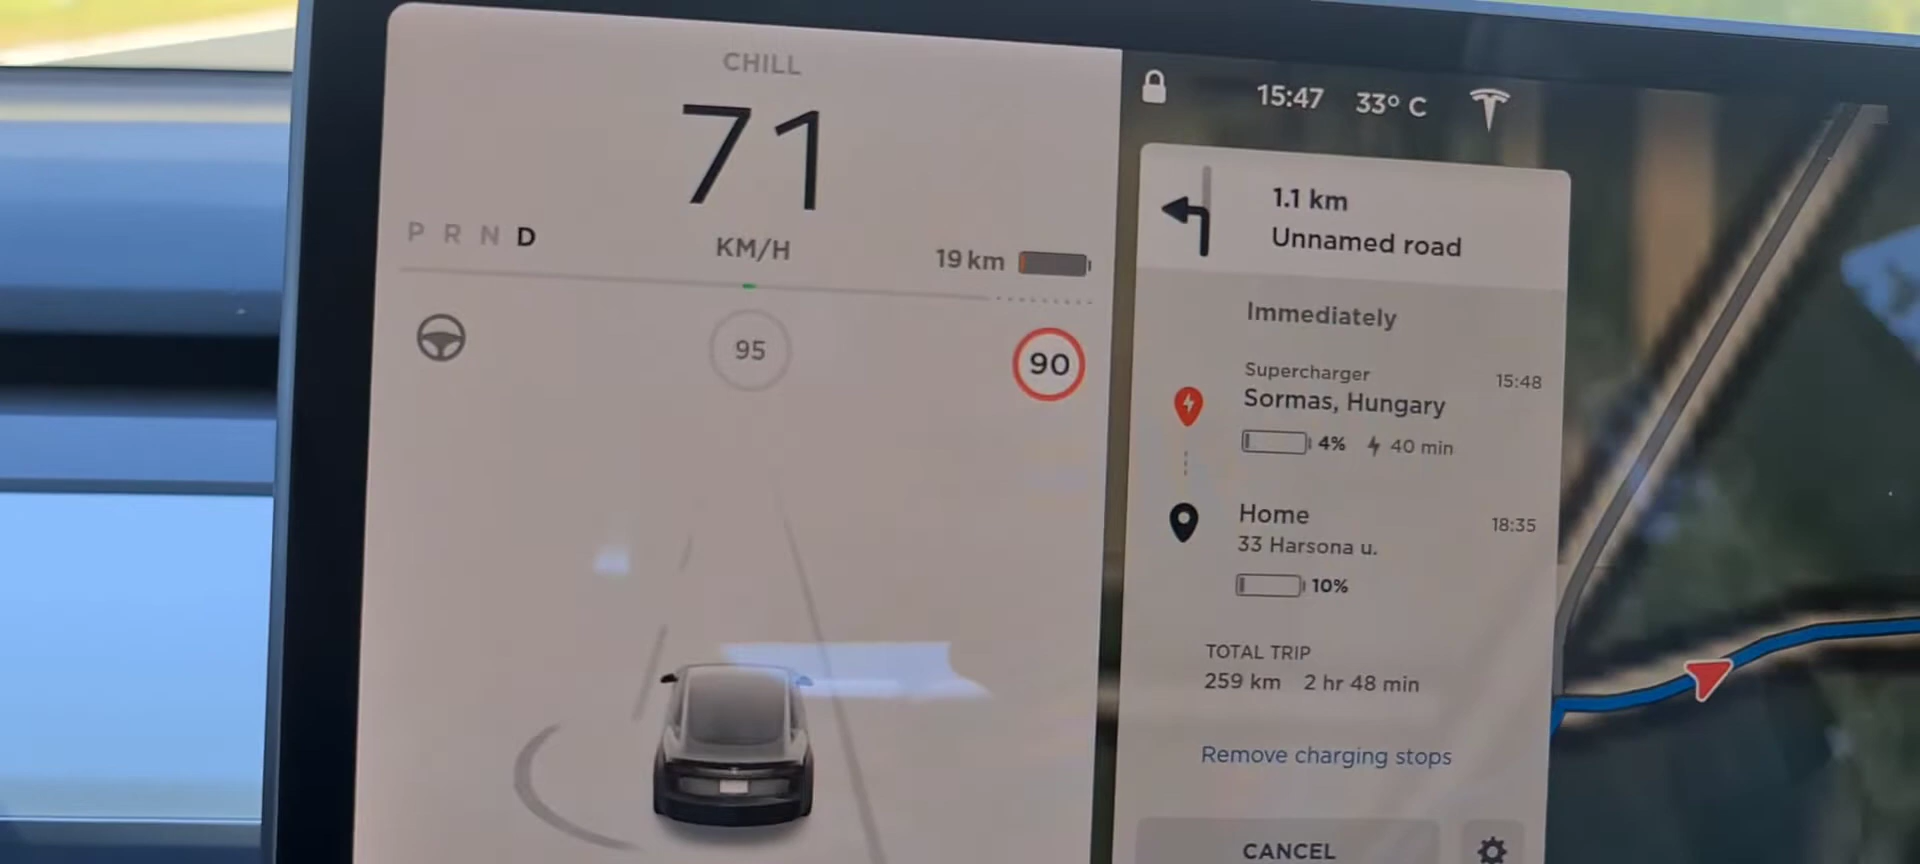 CHILL
71
KM/H
P R N D
19 km
95
90
15:47 33° C
1.1 km
Unnamed road
Immediately
Supercharger 15:48
Sormas, Hungary
4% 40 min
Home 18:35
33 Harsona u.
10%
TOTAL TRIP
259 km 2 hr 48 min
Remove charging stops
CANCEL